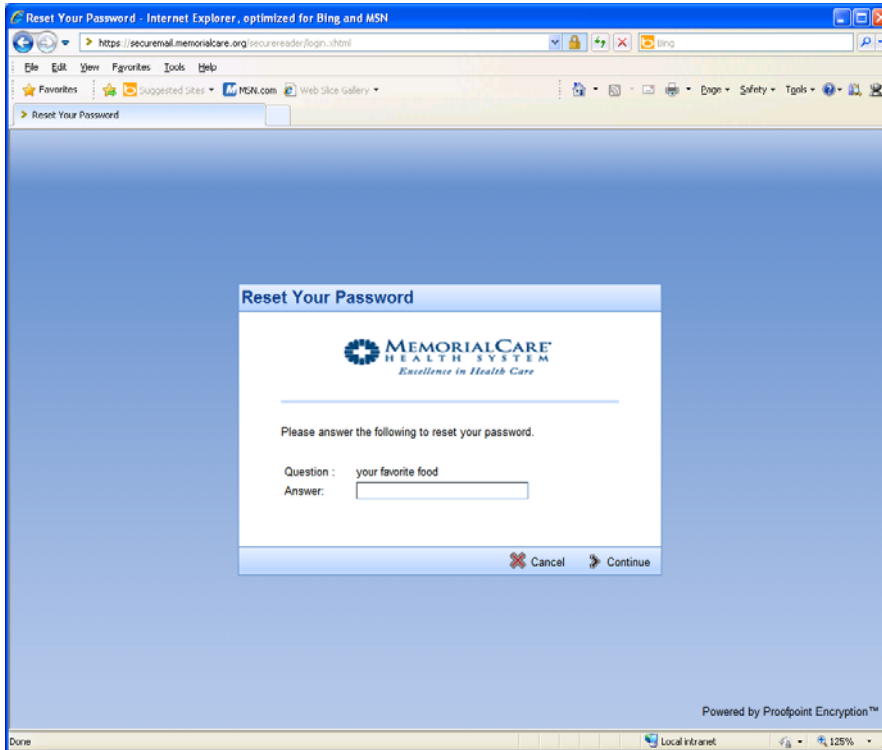 Reset Your Password - Internet Explorer, optimized for Bing and MSN
https://securemail.memorialcare.org/securereader/login.xhtml
Bing
File Edit View Favorites Tools Help
Favorites Suggested Sites MSN.com Web Slice Gallery Page Safety Tools
Reset Your Password
Reset Your Password
MEMORIALCARE
HEALTH SYSTEM
Excellence in Health Care
Please answer the following to reset your password.
Question : your favorite food
Answer:
Cancel Continue
Powered by Proofpoint Encryption™
Done Local intranet 125%